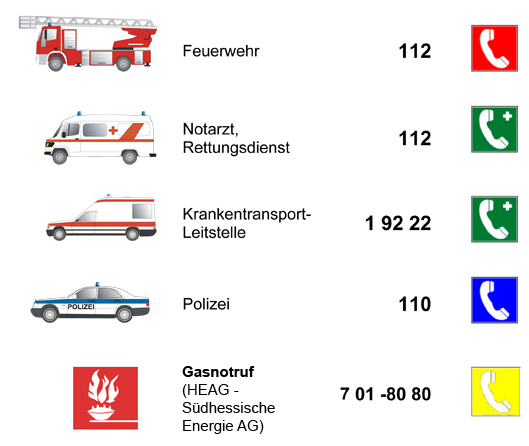 Feuerwehr 112
Notarzt,
Rettungsdienst 112
Krankentransport-
Leitstelle 1 92 22
POLIZEI Polizei 110
Gasnotruf
(HEAG -
Südhessische
Energie AG) 7 01 -80 80